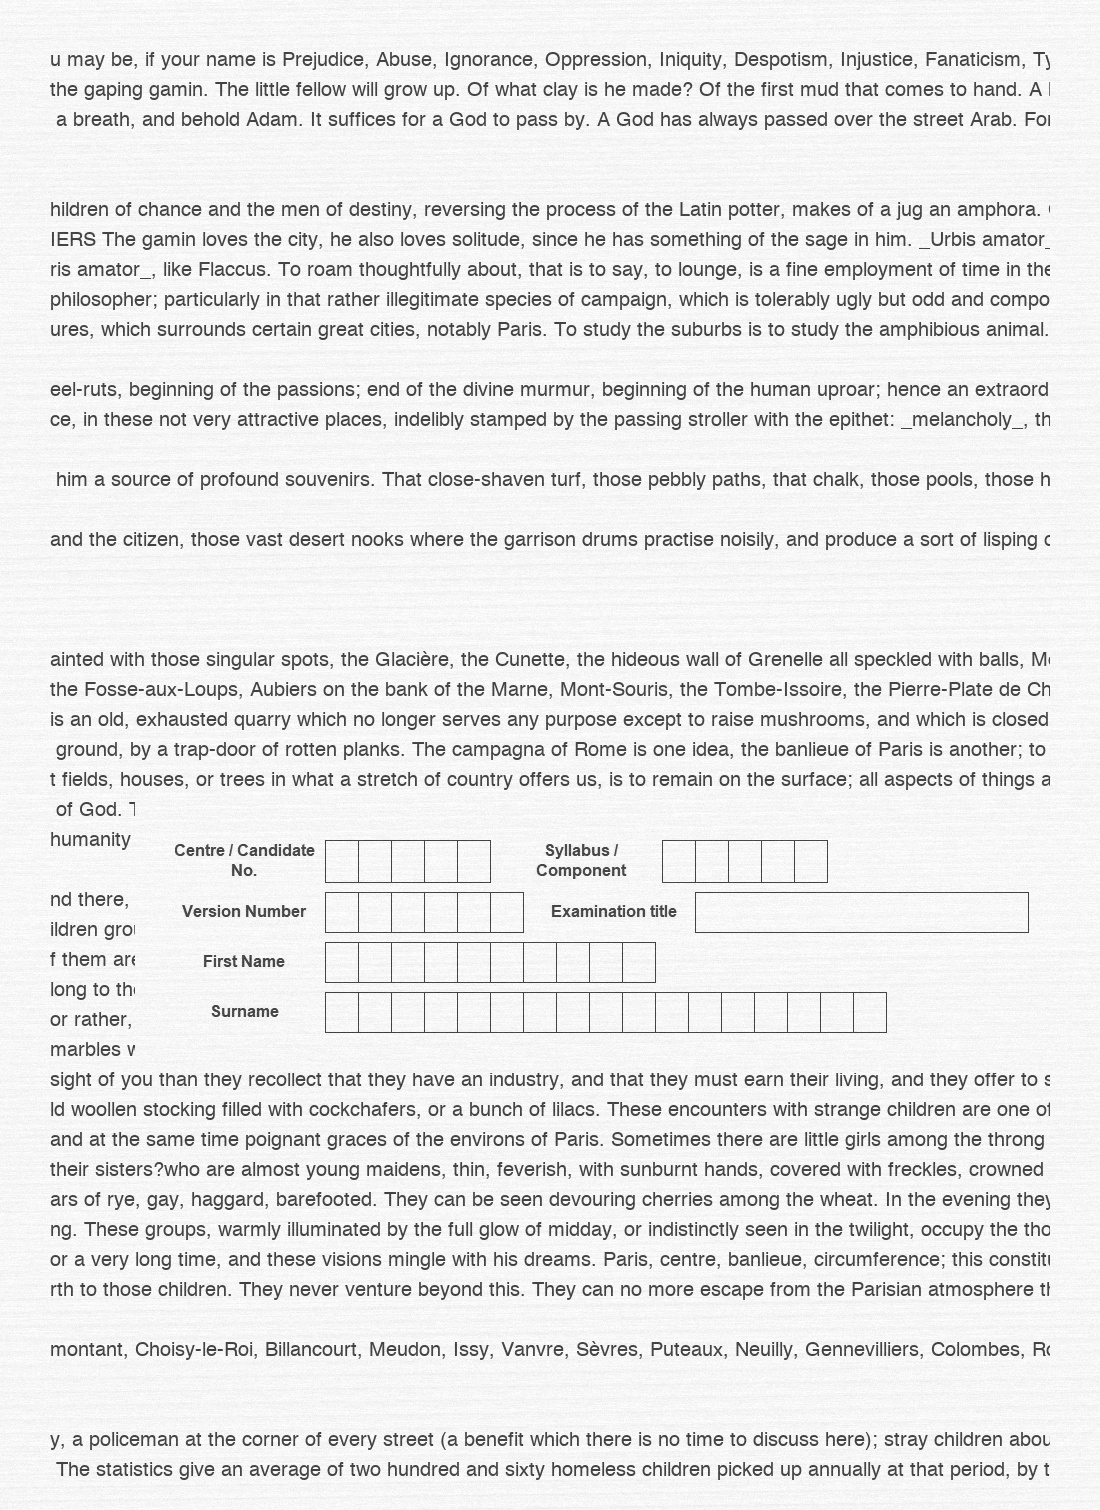 u may be, if your name is Prejudice, Abuse, Ignorance, Oppression, Iniquity, Despotism, Injustice, Fanaticism,
the gaping gamin. The little fellow will grow up. Of what clay is he made? Of the first mud that comes to hand. A
a breath, and behold Adam. It suffices for a God to pass by. A God has always passed over the street Arab. For
hildren of chance and the men of destiny, reversing the process of the Latin potter, makes of a jug an amphora.
IERS The gamin loves the city, he also loves solitude, since he has something of the sage in him. _Urbis amator_
ris amator_, like Flaccus. To roam thoughtfully about, that is to say, to lounge, is a fine employment of time in the
philosopher; particularly in that rather illegitimate species of campaign, which is tolerably ugly but odd and compo
ures, which surrounds certain great cities, notably Paris. To study the suburbs is to study the amphibious animal.
eel-ruts, beginning of the passions; end of the divine murmur, beginning of the human uproar; hence an extraord
ce, in these not very attractive places, indelibly stamped by the passing stroller with the epithet: _melancholy_, th
him a source of profound souvenirs. That close-shaven turf, those pebbly paths, that chalk, those pools, those h
and the citizen, those vast desert nooks where the garrison drums practise noisily, and produce a sort of lisping
ainted with those singular spots, the Glacière, the Cunette, the hideous wall of Grenelle all speckled with balls,
the Fosse-aux-Loups, Aubiers on the bank of the Marne, Mont-Souris, the Tombe-Issoire, the Pierre-Plate de Ch
is an old, exhausted quarry which no longer serves any purpose except to raise mushrooms, and which is closed
ground, by a trap-door of rotten planks. The campagna of Rome is one idea, the banlieue of Paris is another; to
t fields, houses, or trees in what a stretch of country offers us, is to remain on the surface; all aspects of things a
of God.
humanity
Centre / Candidate No.
Syllabus / Component
nd there,
Version Number
Examination title
ildren grou
f them are
First Name
long to the
or rather,
Surname
marbles w
sight of you than they recollect that they have an industry, and that they must earn their living, and they offer to s
ld woollen stocking filled with cockchafers, or a bunch of lilacs. These encounters with strange children are one of
and at the same time poignant graces of the environs of Paris. Sometimes there are little girls among the throng
their sisters?who are almost young maidens, thin, feverish, with sunburnt hands, covered with freckles, crowned
ars of rye, gay, haggard, barefooted. They can be seen devouring cherries among the wheat. In the evening they
ng. These groups, warmly illuminated by the full glow of midday, or indistinctly seen in the twilight, occupy the tho
or a very long time, and these visions mingle with his dreams. Paris, centre, banlieue, circumference; this constitu
rth to those children. They never venture beyond this. They can no more escape from the Parisian atmosphere th
montant, Choisy-le-Roi, Billancourt, Meudon, Issy, Vanvre, Sèvres, Puteaux, Neuilly, Gennevilliers, Colombes, Ro
y, a policeman at the corner of every street (a benefit which there is no time to discuss here); stray children abou
The statistics give an average of two hundred and sixty homeless children picked up annually at that period, by t